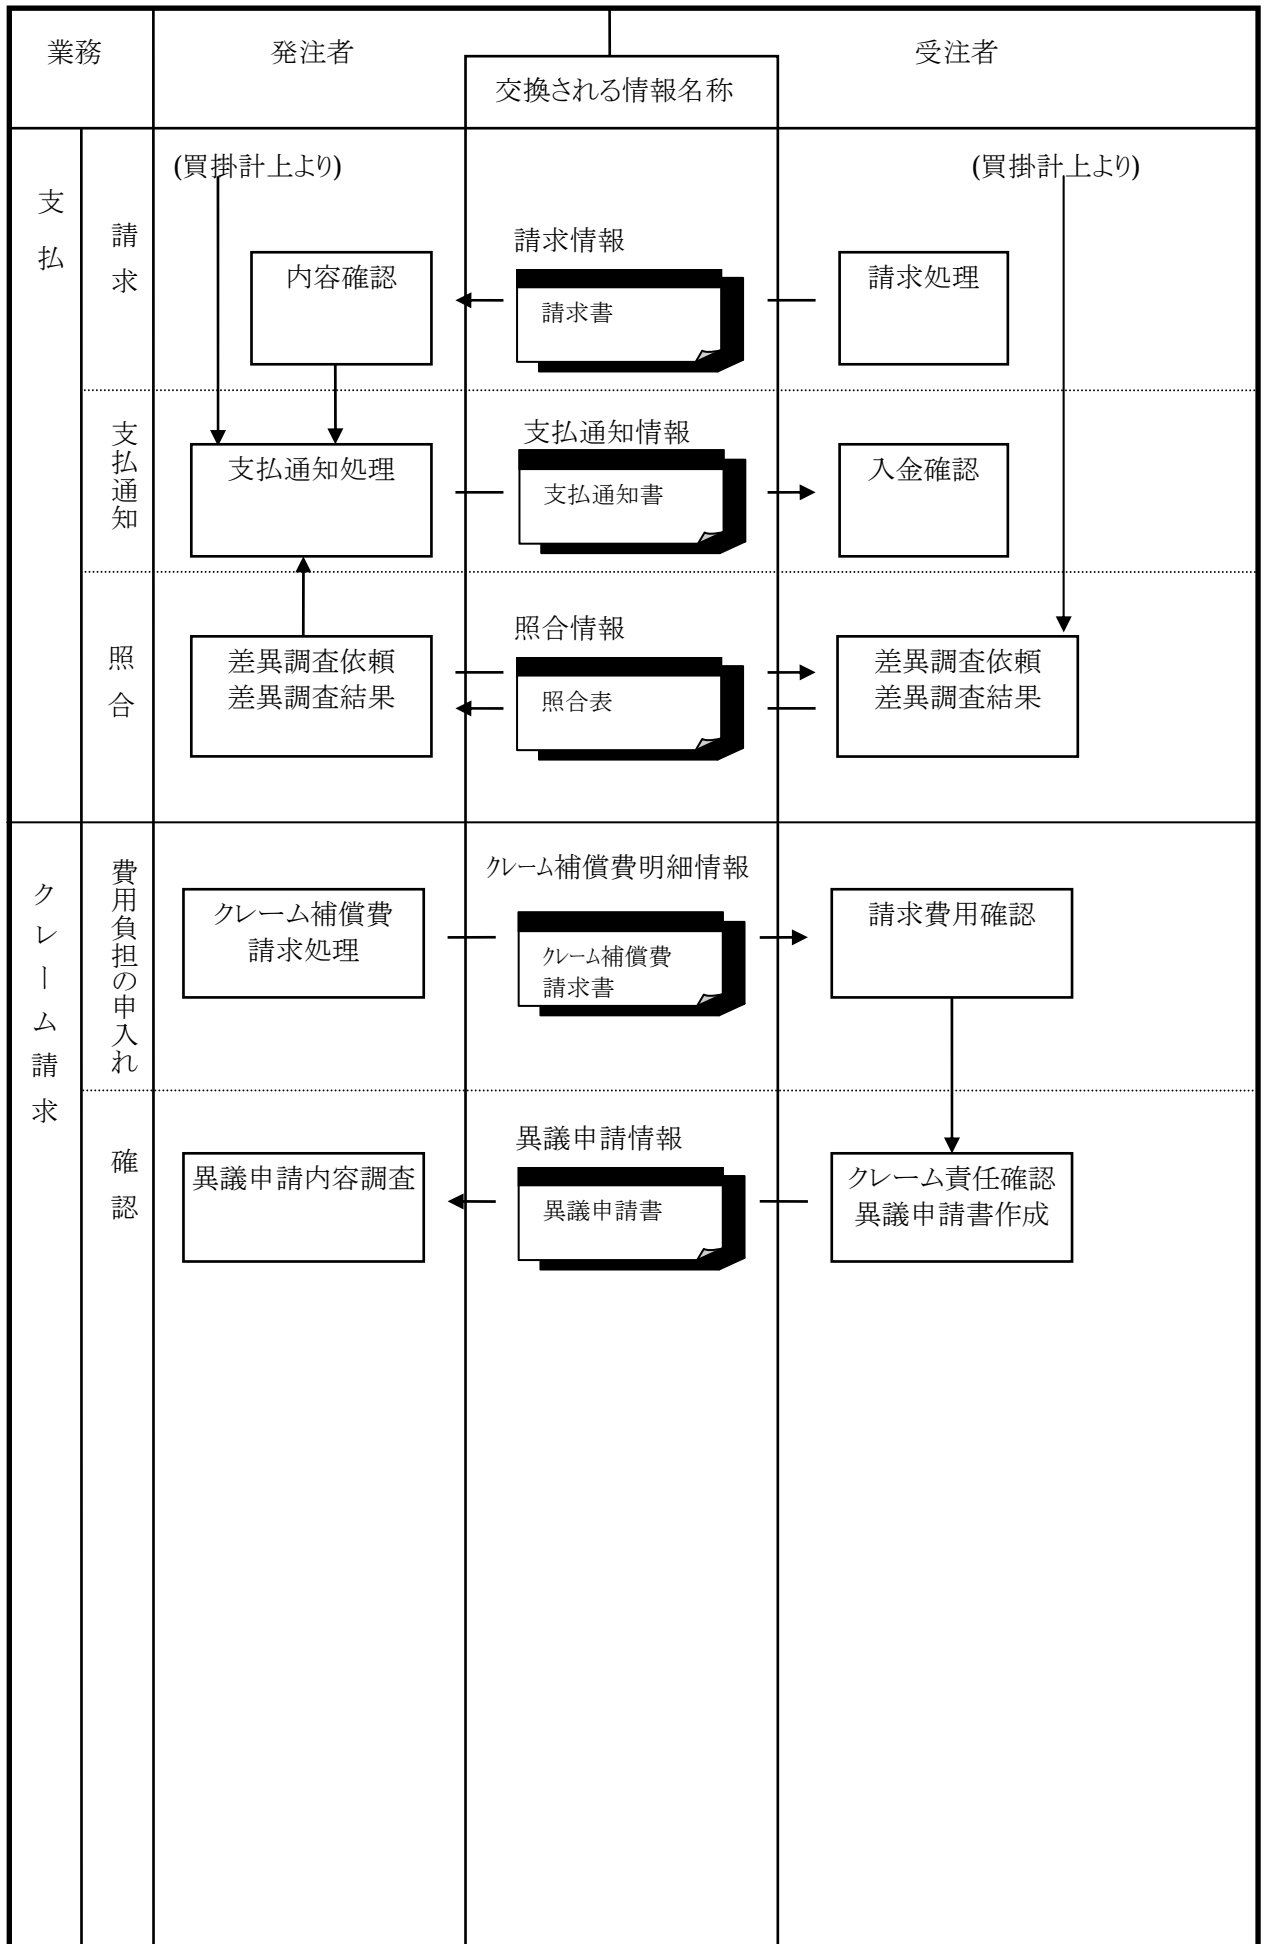 業務
発注者
交換される情報名称
受注者
支払
請求
(買掛計上より)
(買掛計上より)
内容確認
請求情報
請求書
請求処理
支払通知
支払通知処理
支払通知情報
支払通知書
入金確認
照合
差異調査依頼
差異調査結果
照合情報
照合表
差異調査依頼
差異調査結果
クレーム請求
費用負担の申入れ
クレーム補償費
請求処理
クレーム補償費明細情報
クレーム補償費
請求書
請求費用確認
確認
異議申請内容調査
異議申請情報
異議申請書
クレーム責任確認
異議申請書作成